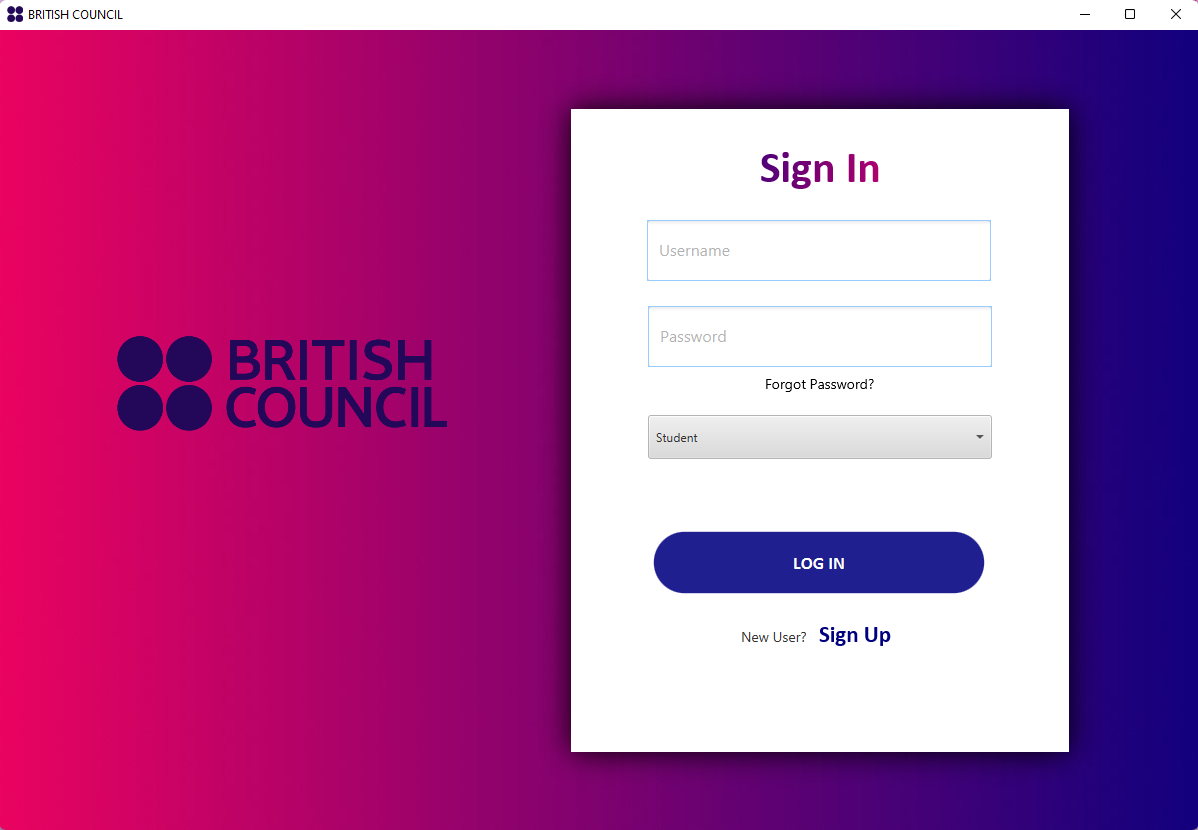 BRITISH COUNCIL
Sign In
Username
Password
Forgot Password?
Student
LOG IN
New User? Sign Up
BRITISH
COUNCIL